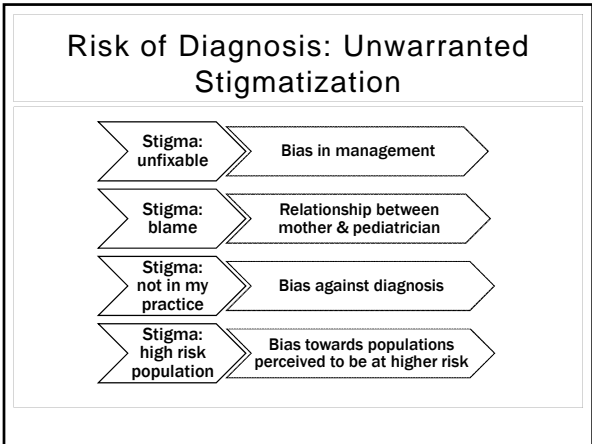 Risk of Diagnosis: Unwarranted
Stigmatization
Stigma:
unfixable
Bias in management
Stigma:
blame
Relationship between
mother & pediatrician
Stigma:
not in my
practice
Bias against diagnosis
Stigma:
high risk
population
Bias towards populations
perceived to be at higher risk